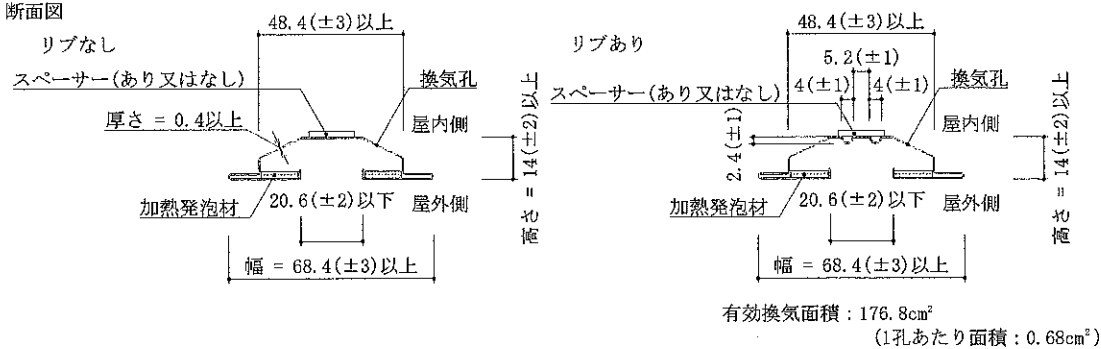 断面図
リブなし
48.4(±3)以上
スペーサー(あり又はなし)
換気孔
厚さ = 0.4以上
屋内側
高さ = 14(±2)以上
加熱発泡材
20.6(±2)以下
屋外側
幅 = 68.4(±3)以上
リブあり
48.4(±3)以上
5.2(±1)
4(±1)
4(±1)
スペーサー(あり又はなし)
換気孔
2.4(±1)
屋内側
高さ = 14(±2)以上
加熱発泡材
20.6(±2)以下
屋外側
幅 = 68.4(±3)以上
有効換気面積：176.8cm²
(1孔あたり面積：0.68cm²)